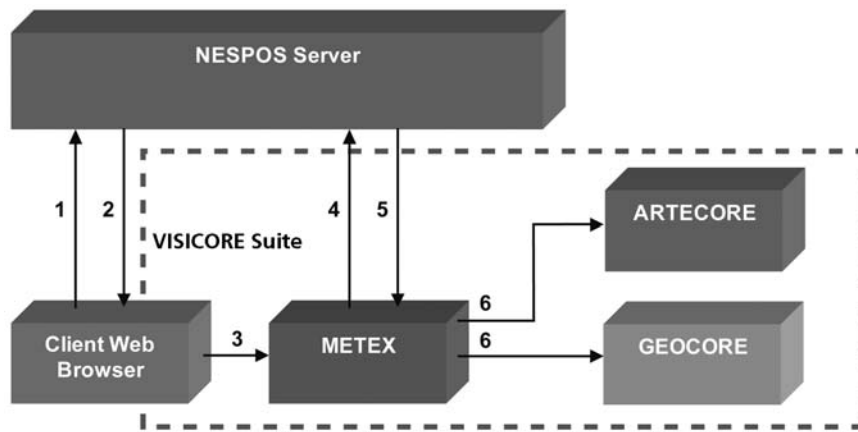 NESPOS Server
1
2
4
5
VISICORE Suite
ARTECORE
6
Client Web
Browser
3
METEX
6
GEOCORE